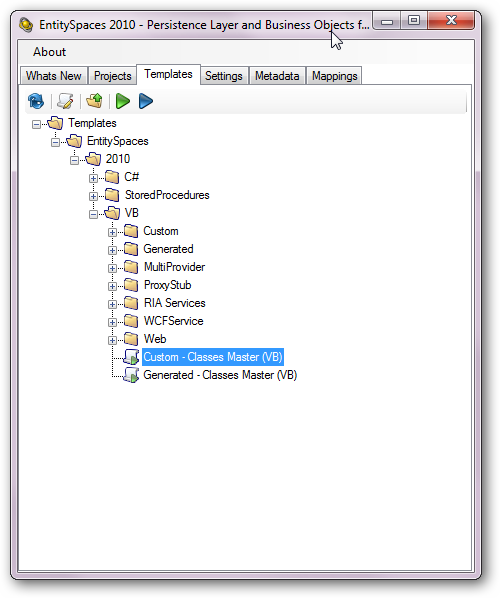 EntitySpaces 2010 - Persistence Layer and Business Objects f...
About
Whats New Projects Templates Settings Metadata Mappings
Templates
EntitySpaces
2010
C#
StoredProcedures
VB
Custom
Generated
MultiProvider
ProxyStub
RIA Services
WCFService
Web
Custom - Classes Master (VB)
Generated - Classes Master (VB)